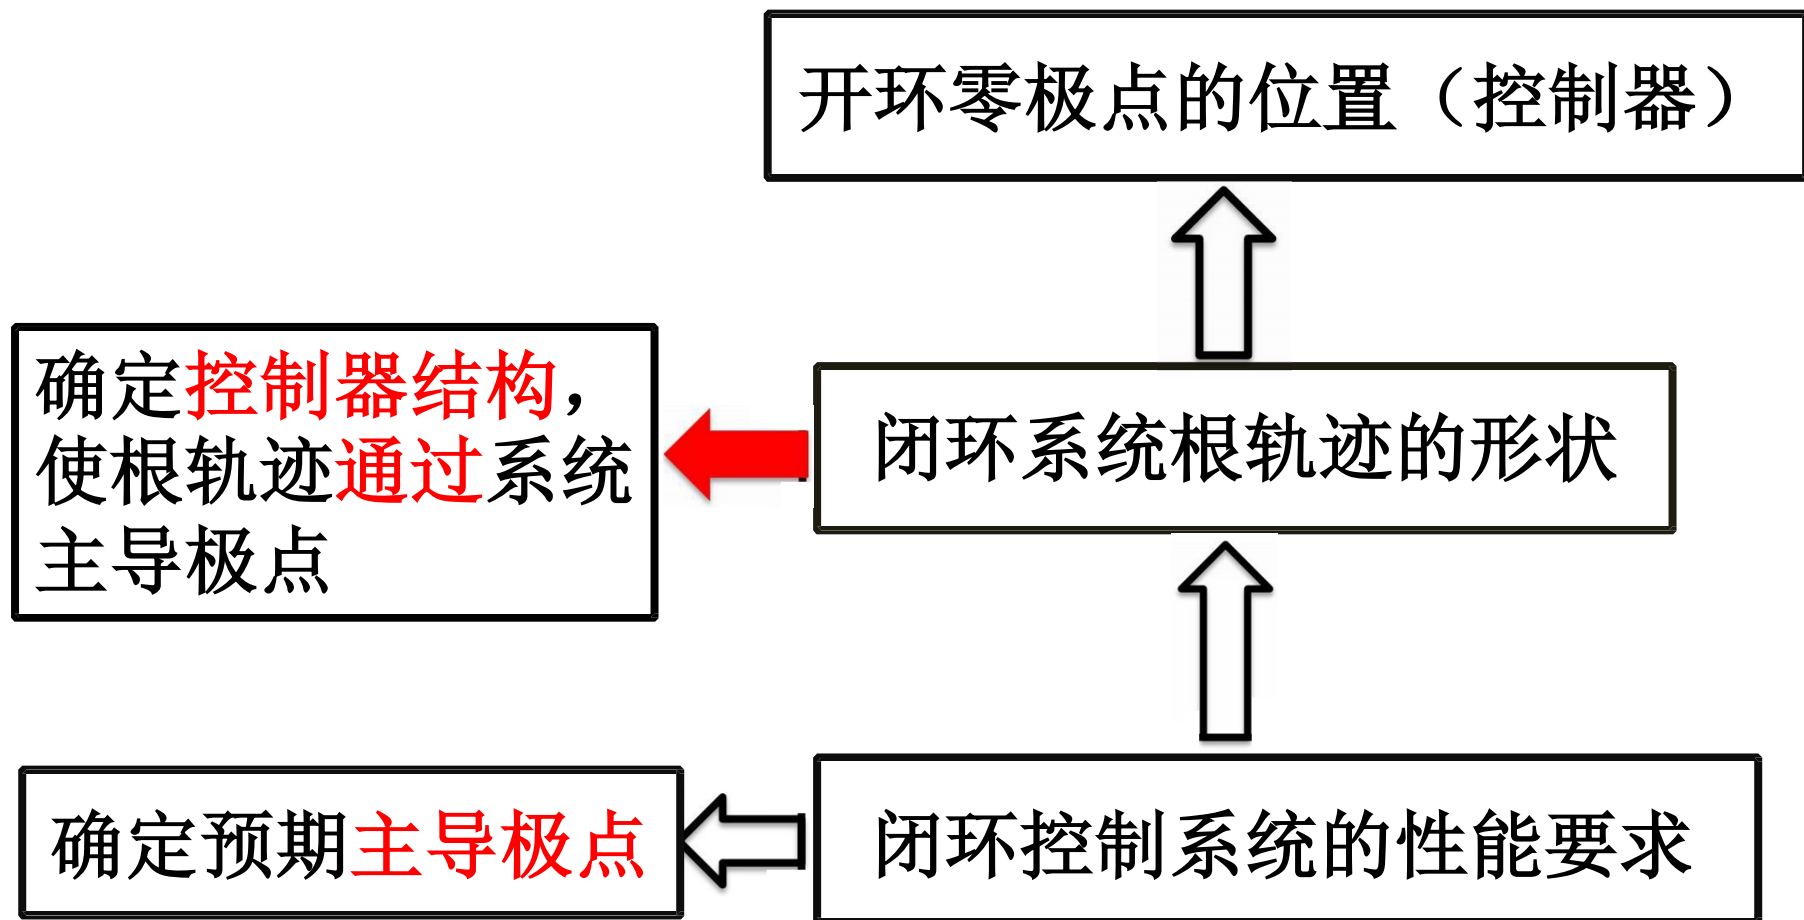 开环零极点的位置（控制器）
确定控制器结构，
使根轨迹通过系统
主导极点
闭环系统根轨迹的形状
确定预期主导极点
闭环控制系统的性能要求